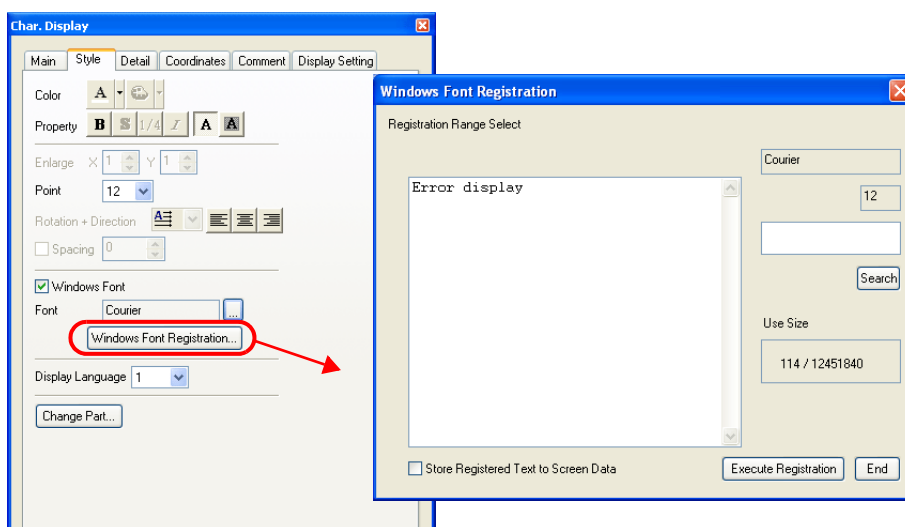 Char. Display
Main Style Detail Coordinates Comment Display Setting
Color A
Property B S 1/4 I A A
Enlarge X 1 Y 1
Point 12
Rotation + Direction A
Spacing 0
Windows Font
Font Courier ...
Windows Font Registration...
Display Language 1
Change Part...
Windows Font Registration
Registration Range Select
Courier
Error display
12
Search
Use Size
114 / 12451840
Store Registered Text to Screen Data
Execute Registration End